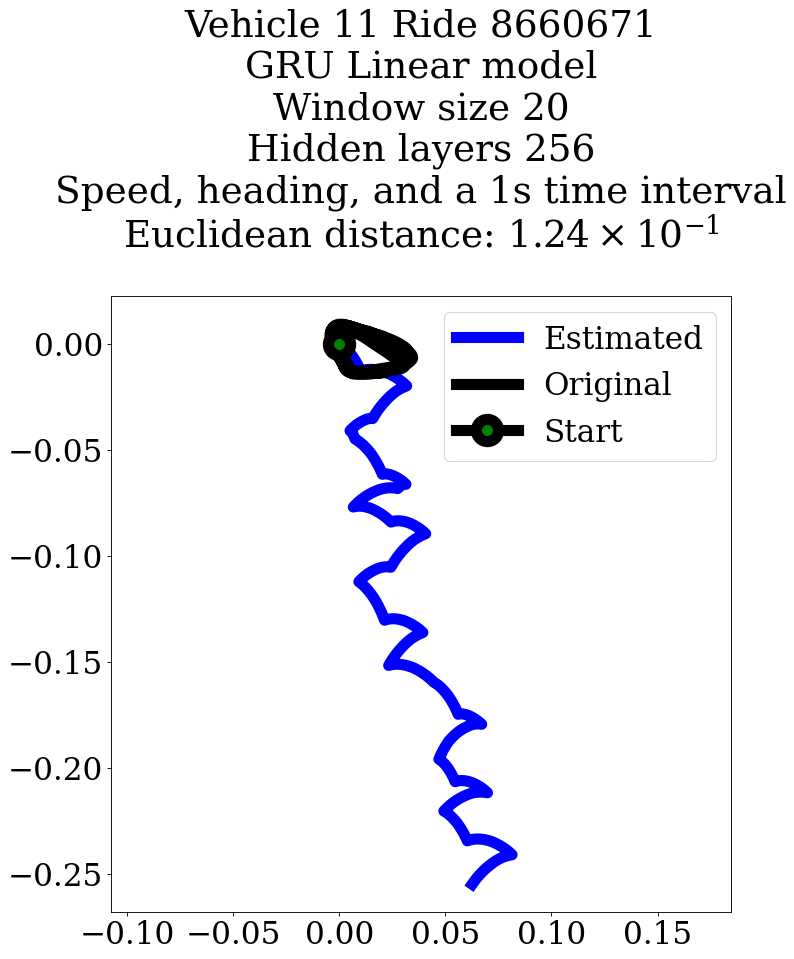 Vehicle 11 Ride 8660671
GRU Linear model
Window size 20
Hidden layers 256
Speed, heading, and a 1s time interval
Euclidean distance: 1.24 × 10⁻¹
Estimated
Original
Start
0.00
−0.05
−0.10
−0.15
−0.20
−0.25
−0.10 −0.05 0.00 0.05 0.10 0.15